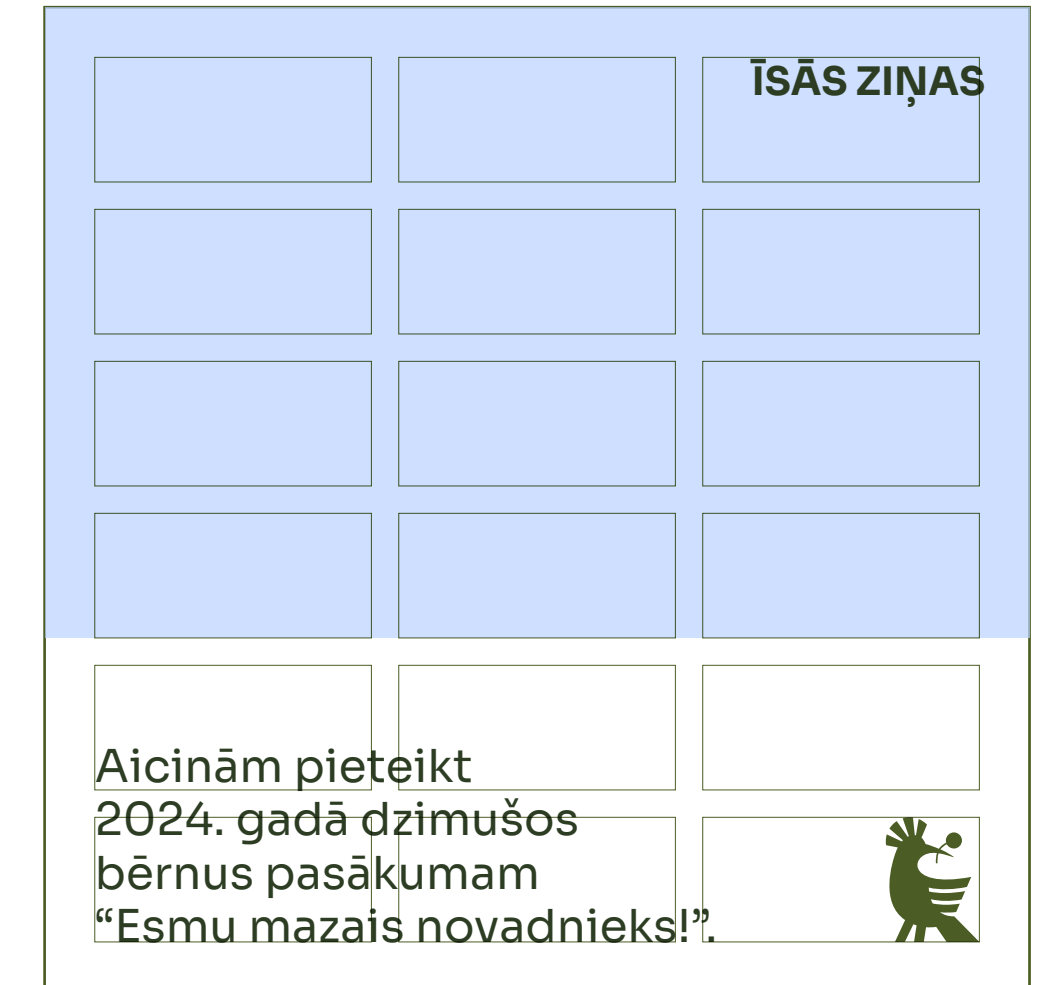 ĪSĀS ZIŅAS
Aicinām pieteikt
2024. gadā dzimušos
bērnus pasākumam
“Esmu mazais novadnieks!”.